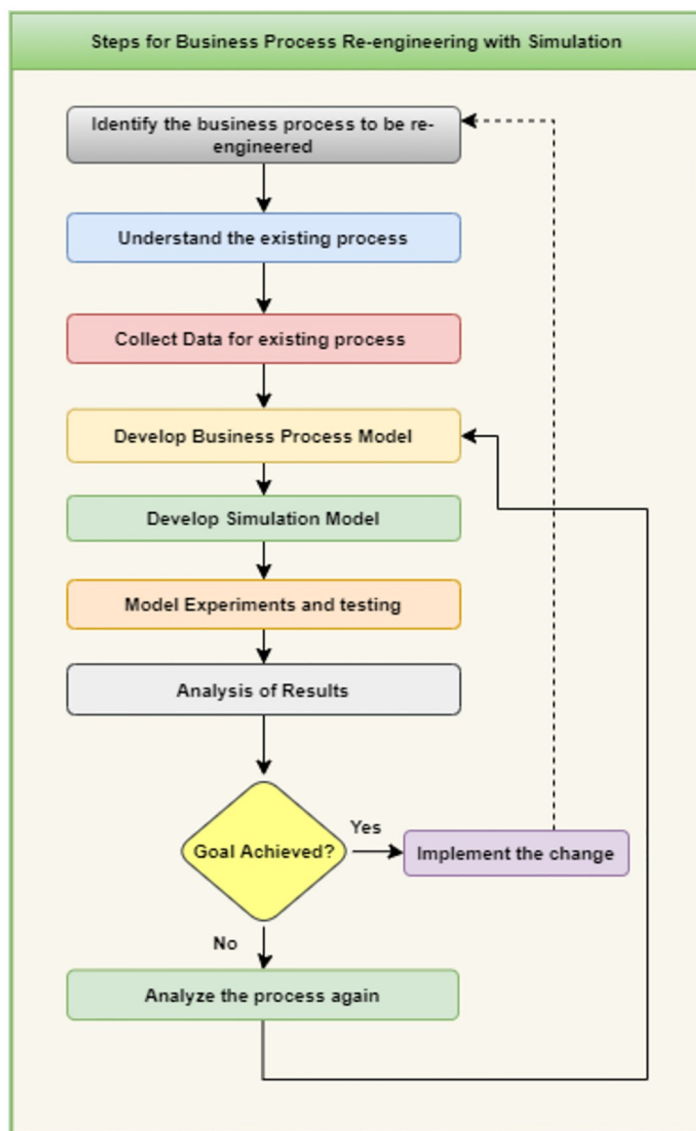 Steps for Business Process Re-engineering with Simulation
Identify the business process to be re-
engineered
Understand the existing process
Collect Data for existing process
Develop Business Process Model
Develop Simulation Model
Model Experiments and testing
Analysis of Results
Goal Achieved?
Yes
Implement the change
No
Analyze the process again